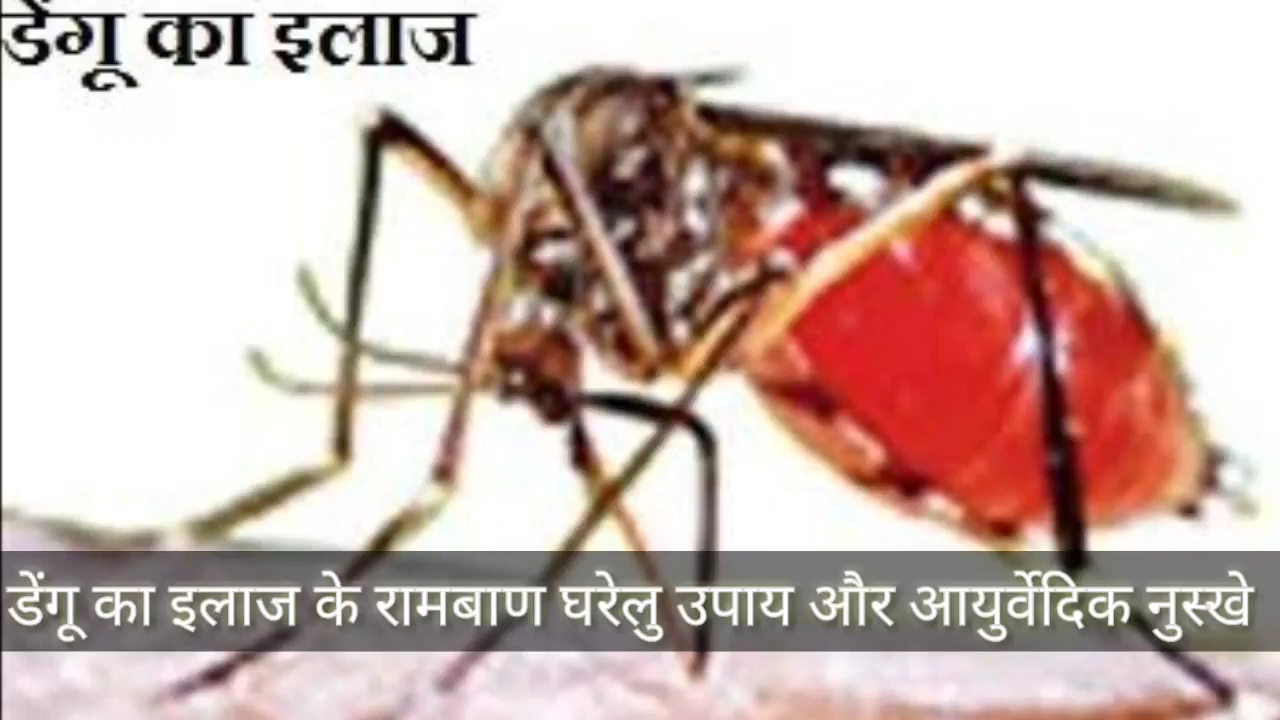 डेंगू का इलाज
डेंगू का इलाज के रामबाण घरेलु उपाय और आयुर्वेदिक नुस्खे